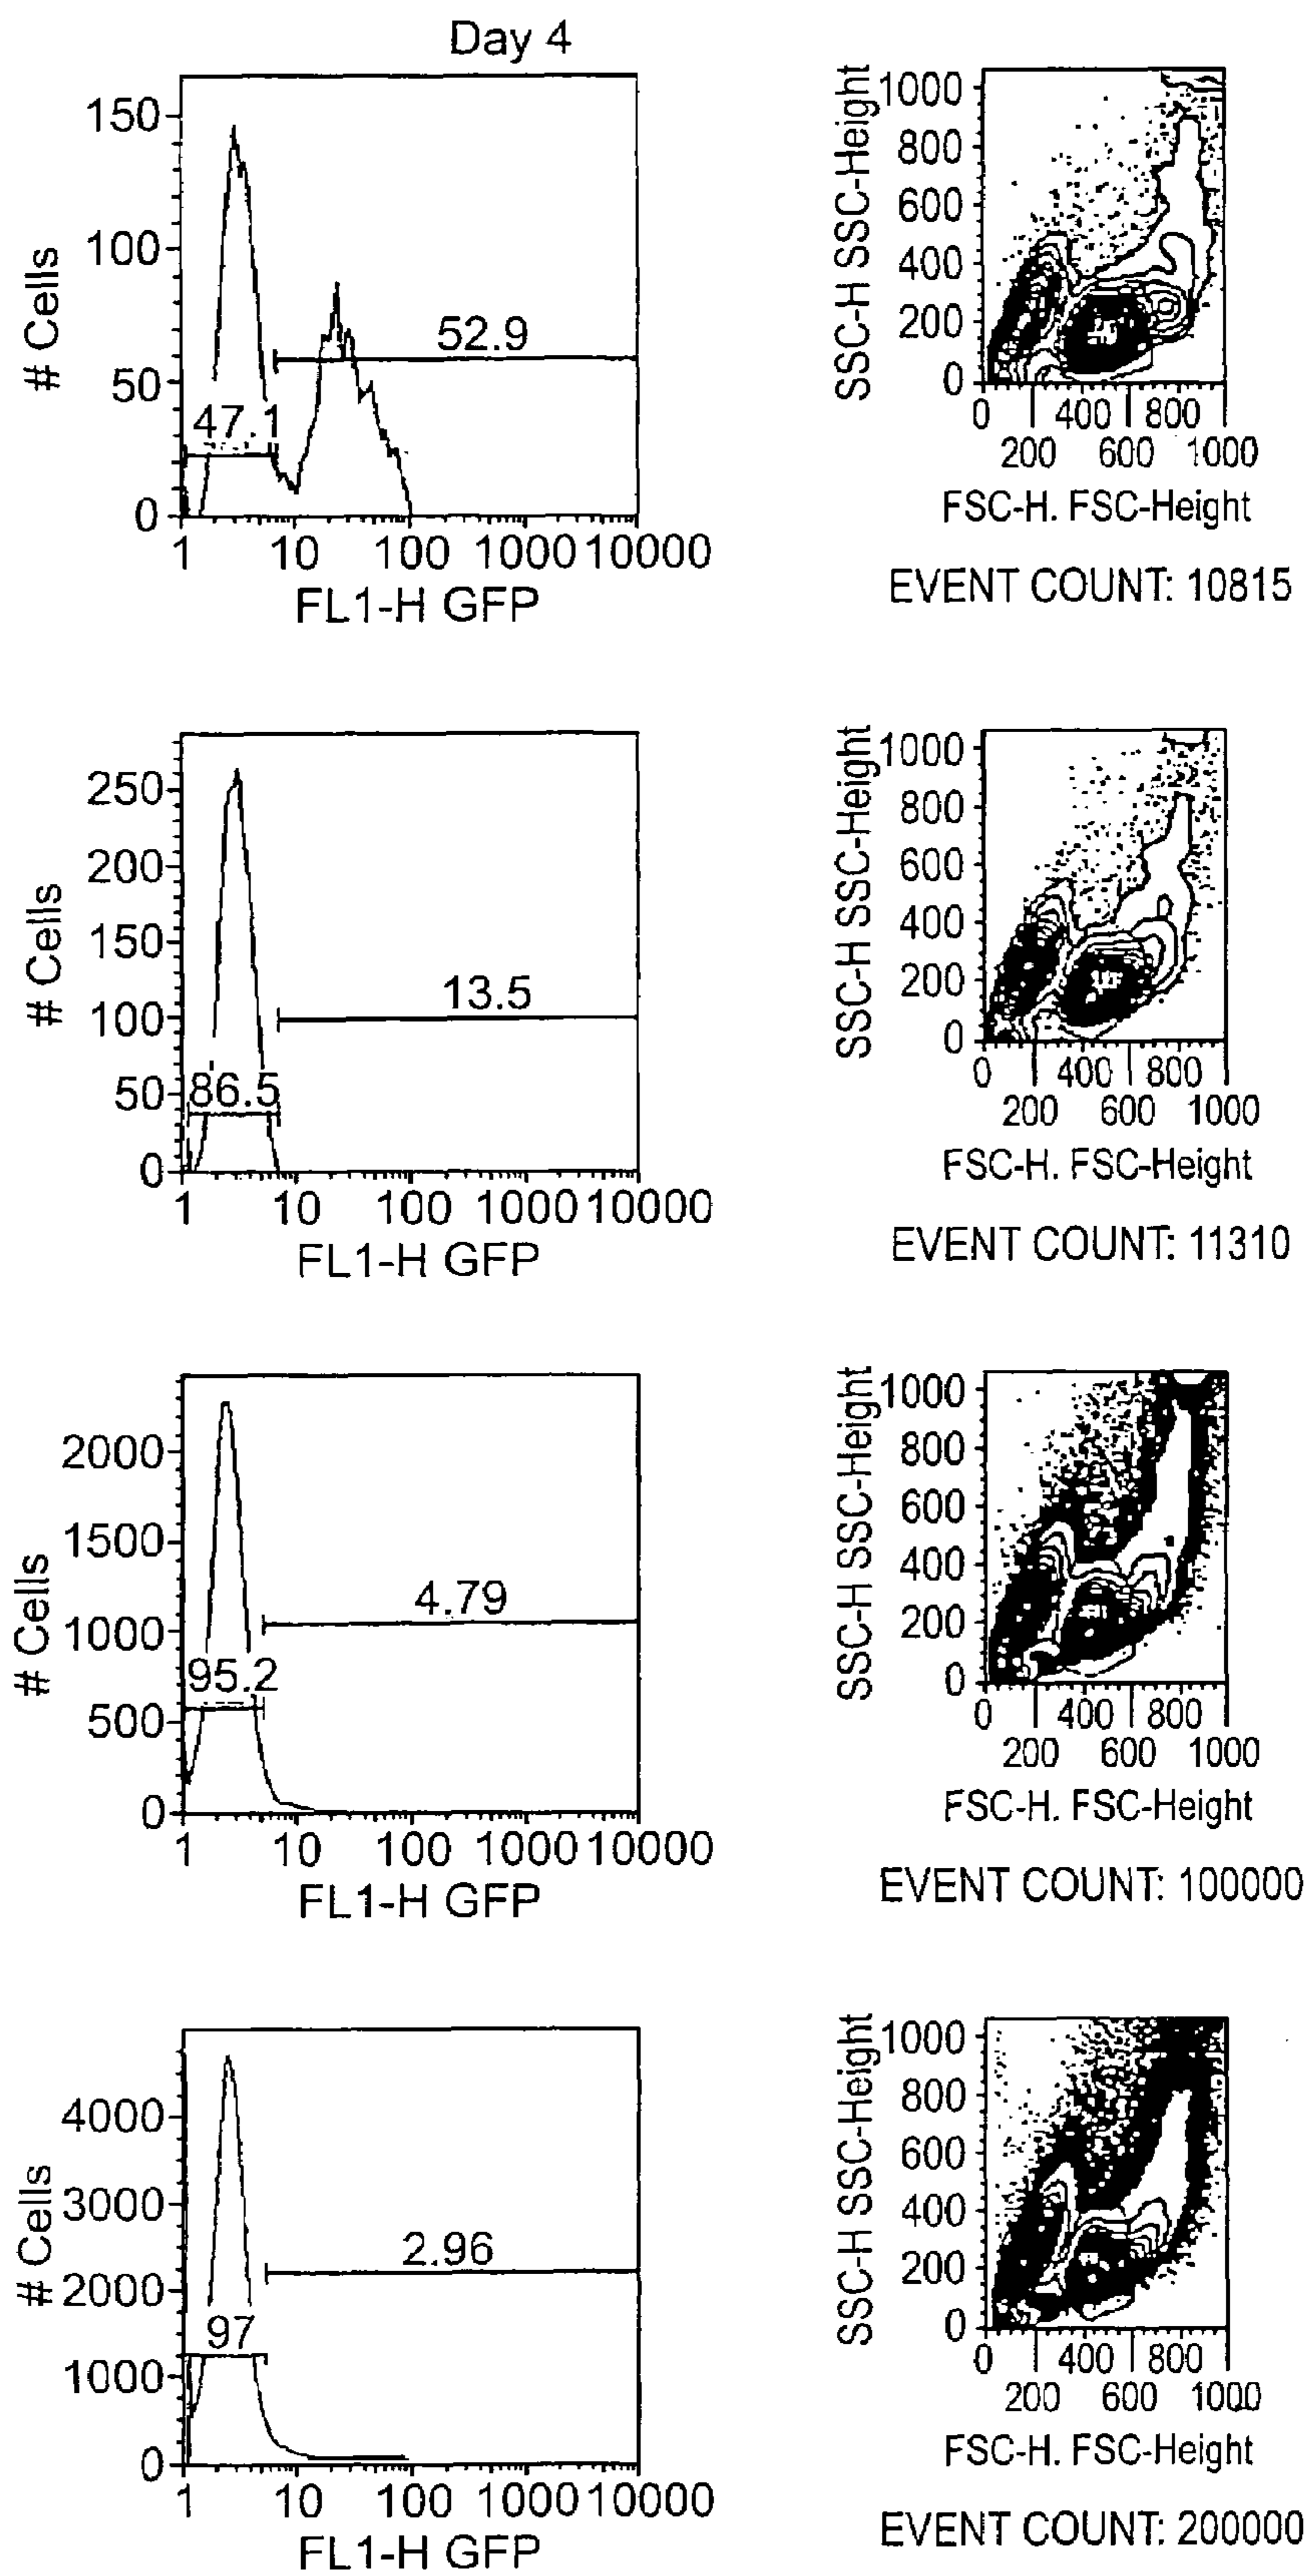 Day 4
# Cells
150
100
50
0
47.1
52.9
1 10 100 1000 10000
FL1-H GFP
SSC-H SSC-Height
1000
800
600
400
200
0
0 400 800
200 600 1000
FSC-H. FSC-Height
EVENT COUNT: 10815
# Cells
250
200
150
100
50
0
86.5
13.5
1 10 100 1000 10000
FL1-H GFP
SSC-H SSC-Height
1000
800
600
400
200
0
0 400 800
200 600 1000
FSC-H. FSC-Height
EVENT COUNT: 11310
# Cells
2000
1500
1000
500
0
95.2
4.79
1 10 100 1000 10000
FL1-H GFP
SSC-H SSC-Height
1000
800
600
400
200
0
0 400 800
200 600 1000
FSC-H. FSC-Height
EVENT COUNT: 100000
# Cells
4000
3000
2000
1000
0
97
2.96
1 10 100 1000 10000
FL1-H GFP
SSC-H SSC-Height
1000
800
600
400
200
0
0 400 800
200 600 1000
FSC-H. FSC-Height
EVENT COUNT: 200000